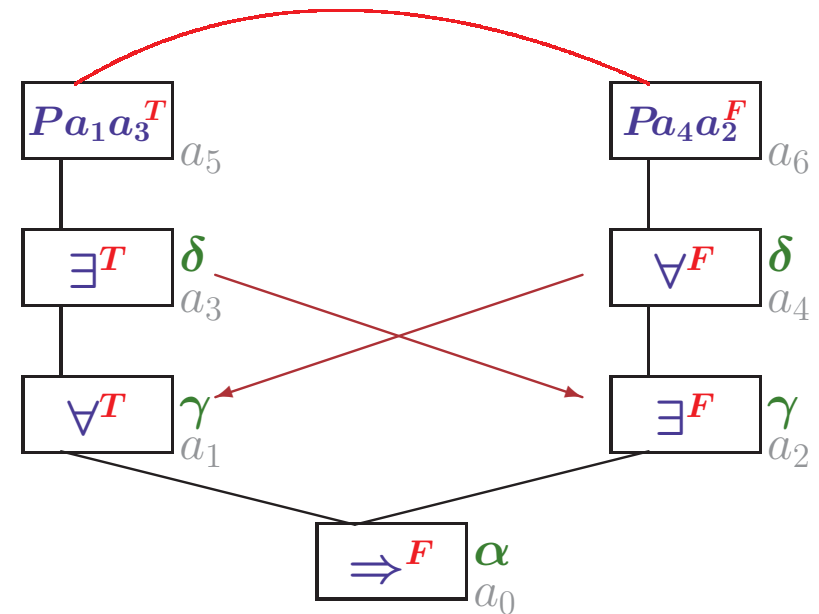 Pa₁a₃ᵀ Pa₄a₂ᶠ
a₅ a₆
∃ᵀ δ ∀ᶠ δ
a₃ a₄
∀ᵀ γ ∃ᶠ γ
a₁ a₂
⇒ᶠ α
a₀